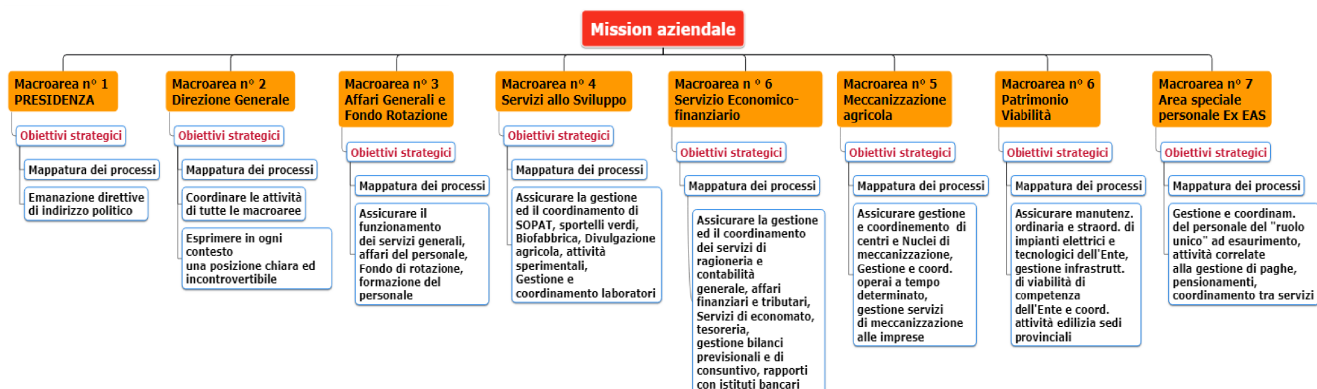 Mission aziendale
Macroarea n° 1
PRESIDENZA
Obiettivi strategici
Mappatura dei processi
Emanazione direttive
di indirizzo politico
Macroarea n° 2
Direzione Generale
Obiettivi strategici
Mappatura dei processi
Coordinare le attività
di tutte le macroaree
Esprimere in ogni
contesto
una posizione chiara ed
incontrovertibile
Macroarea n° 3
Affari Generali e
Fondo Rotazione
Obiettivi strategici
Mappatura dei processi
Assicurare il
funzionamento
dei servizi generali,
affari del personale,
Fondo di rotazione,
formazione del
personale
Macroarea n° 4
Servizi allo Sviluppo
Obiettivi strategici
Mappatura dei processi
Assicurare la gestione
ed il coordinamento di
SOPAT, sportelli verdi,
Biofabbrica, Divulgazione
agricola, attività
sperimentali,
Gestione e
coordinamento laboratori
Macroarea n° 6
Servizio Economico-
finanziario
Obiettivi strategici
Mappatura dei processi
Assicurare la gestione
ed il coordinamento
dei servizi di
ragioneria e
contabilità
generale, affari
finanziari e tributari,
Servizi di economato,
tesoreria,
gestione bilanci
previsionali e di
consuntivo, rapporti
con istituti bancari
Macroarea n° 5
Meccanizzazione
agricola
Obiettivi strategici
Mappatura dei processi
Assicurare gestione
e coordinemento di
centri e Nuclei di
meccanizzazione,
Gestione e coord.
operai a tempo
determinato,
gestione servizi
di meccanizzazione
alle imprese
Macroarea n° 6
Patrimonio
Viabilità
Obiettivi strategici
Mappatura dei processi
Assicurare manutenz.
ordinaria e straord. di
impianti elettrici e
tecnologici dell'Ente,
gestione infrastrutt.
di viabilità di
competenza
dell'Ente e coord.
attività edilizia sedi
provinciali
Macroarea n° 7
Area speciale
personale Ex EAS
Obiettivi strategici
Mappatura dei processi
Gestione e coordinam.
del personale del "ruolo
unico" ad esaurimento,
attività correlate
alla gestione di paghe,
pensionamenti,
coordinamento tra servizi